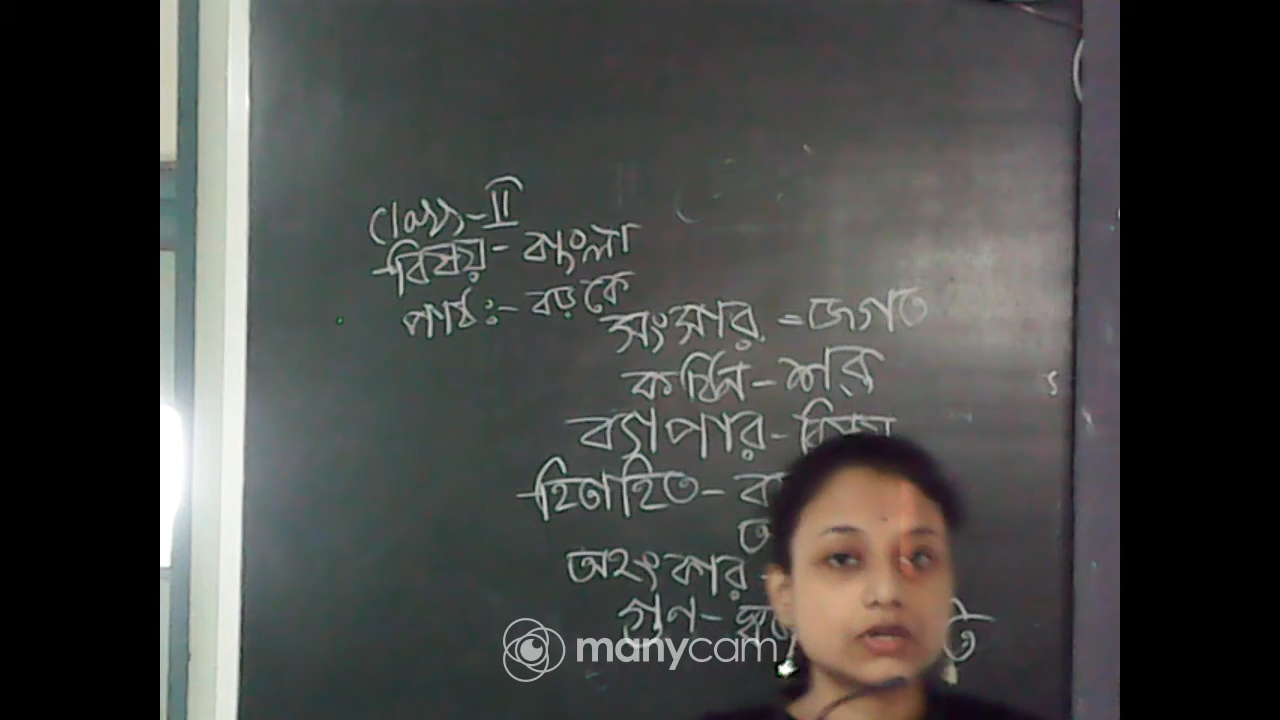 Class-II
বিষয়- বাংলা
পাঠ:- বড় কে
সংসার = জগত
কঠিন - শক্ত
ব্যাপার - বিষয়
হিতাহিত -
অহংকার -
গুণ -
manycam